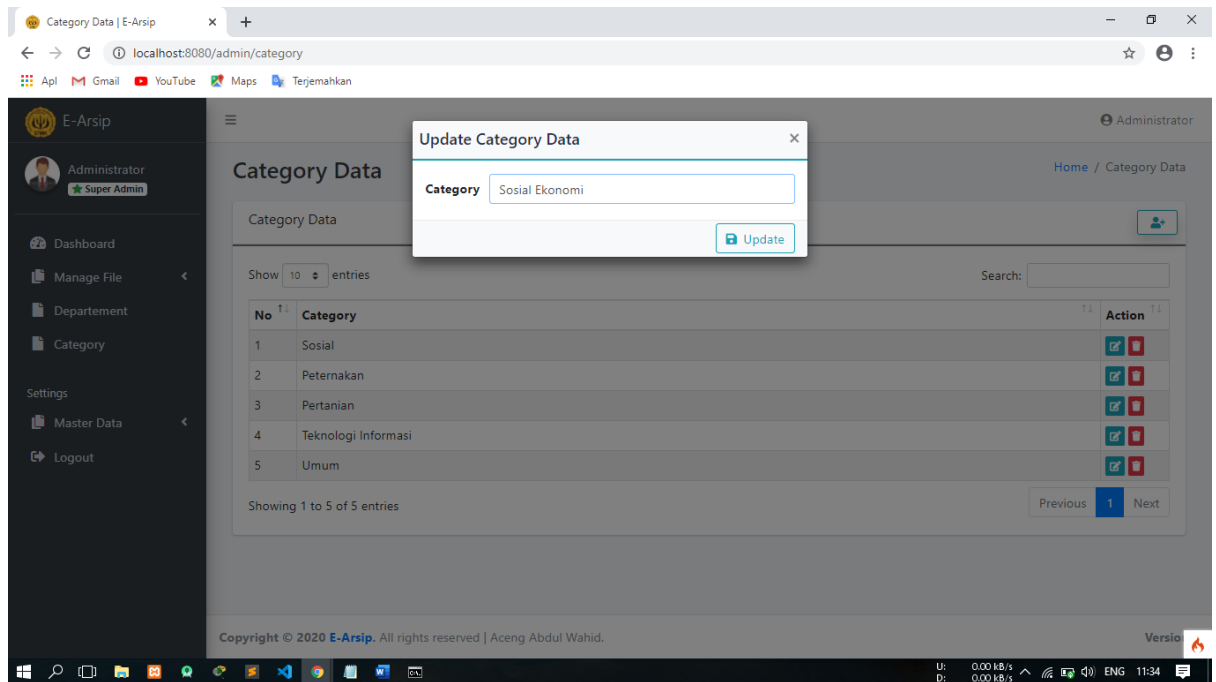 Category Data | E-Arsip
localhost:8080/admin/category
Apl Gmail YouTube Maps Terjemahkan
E-Arsip
Administrator
Administrator
Super Admin
Dashboard
Manage File
Departement
Category
Settings
Master Data
Logout
Category Data
Home / Category Data
Update Category Data ×
Category Sosial Ekonomi
Update
Category Data
Show 10 entries
Search:
No Category Action
1 Sosial
2 Peternakan
3 Pertanian
4 Teknologi Informasi
5 Umum
Showing 1 to 5 of 5 entries
Previous 1 Next
Copyright © 2020 E-Arsip. All rights reserved | Aceng Abdul Wahid.
Versio
U: 0.00 kB/s
D: 0.00 kB/s
ENG 11:34